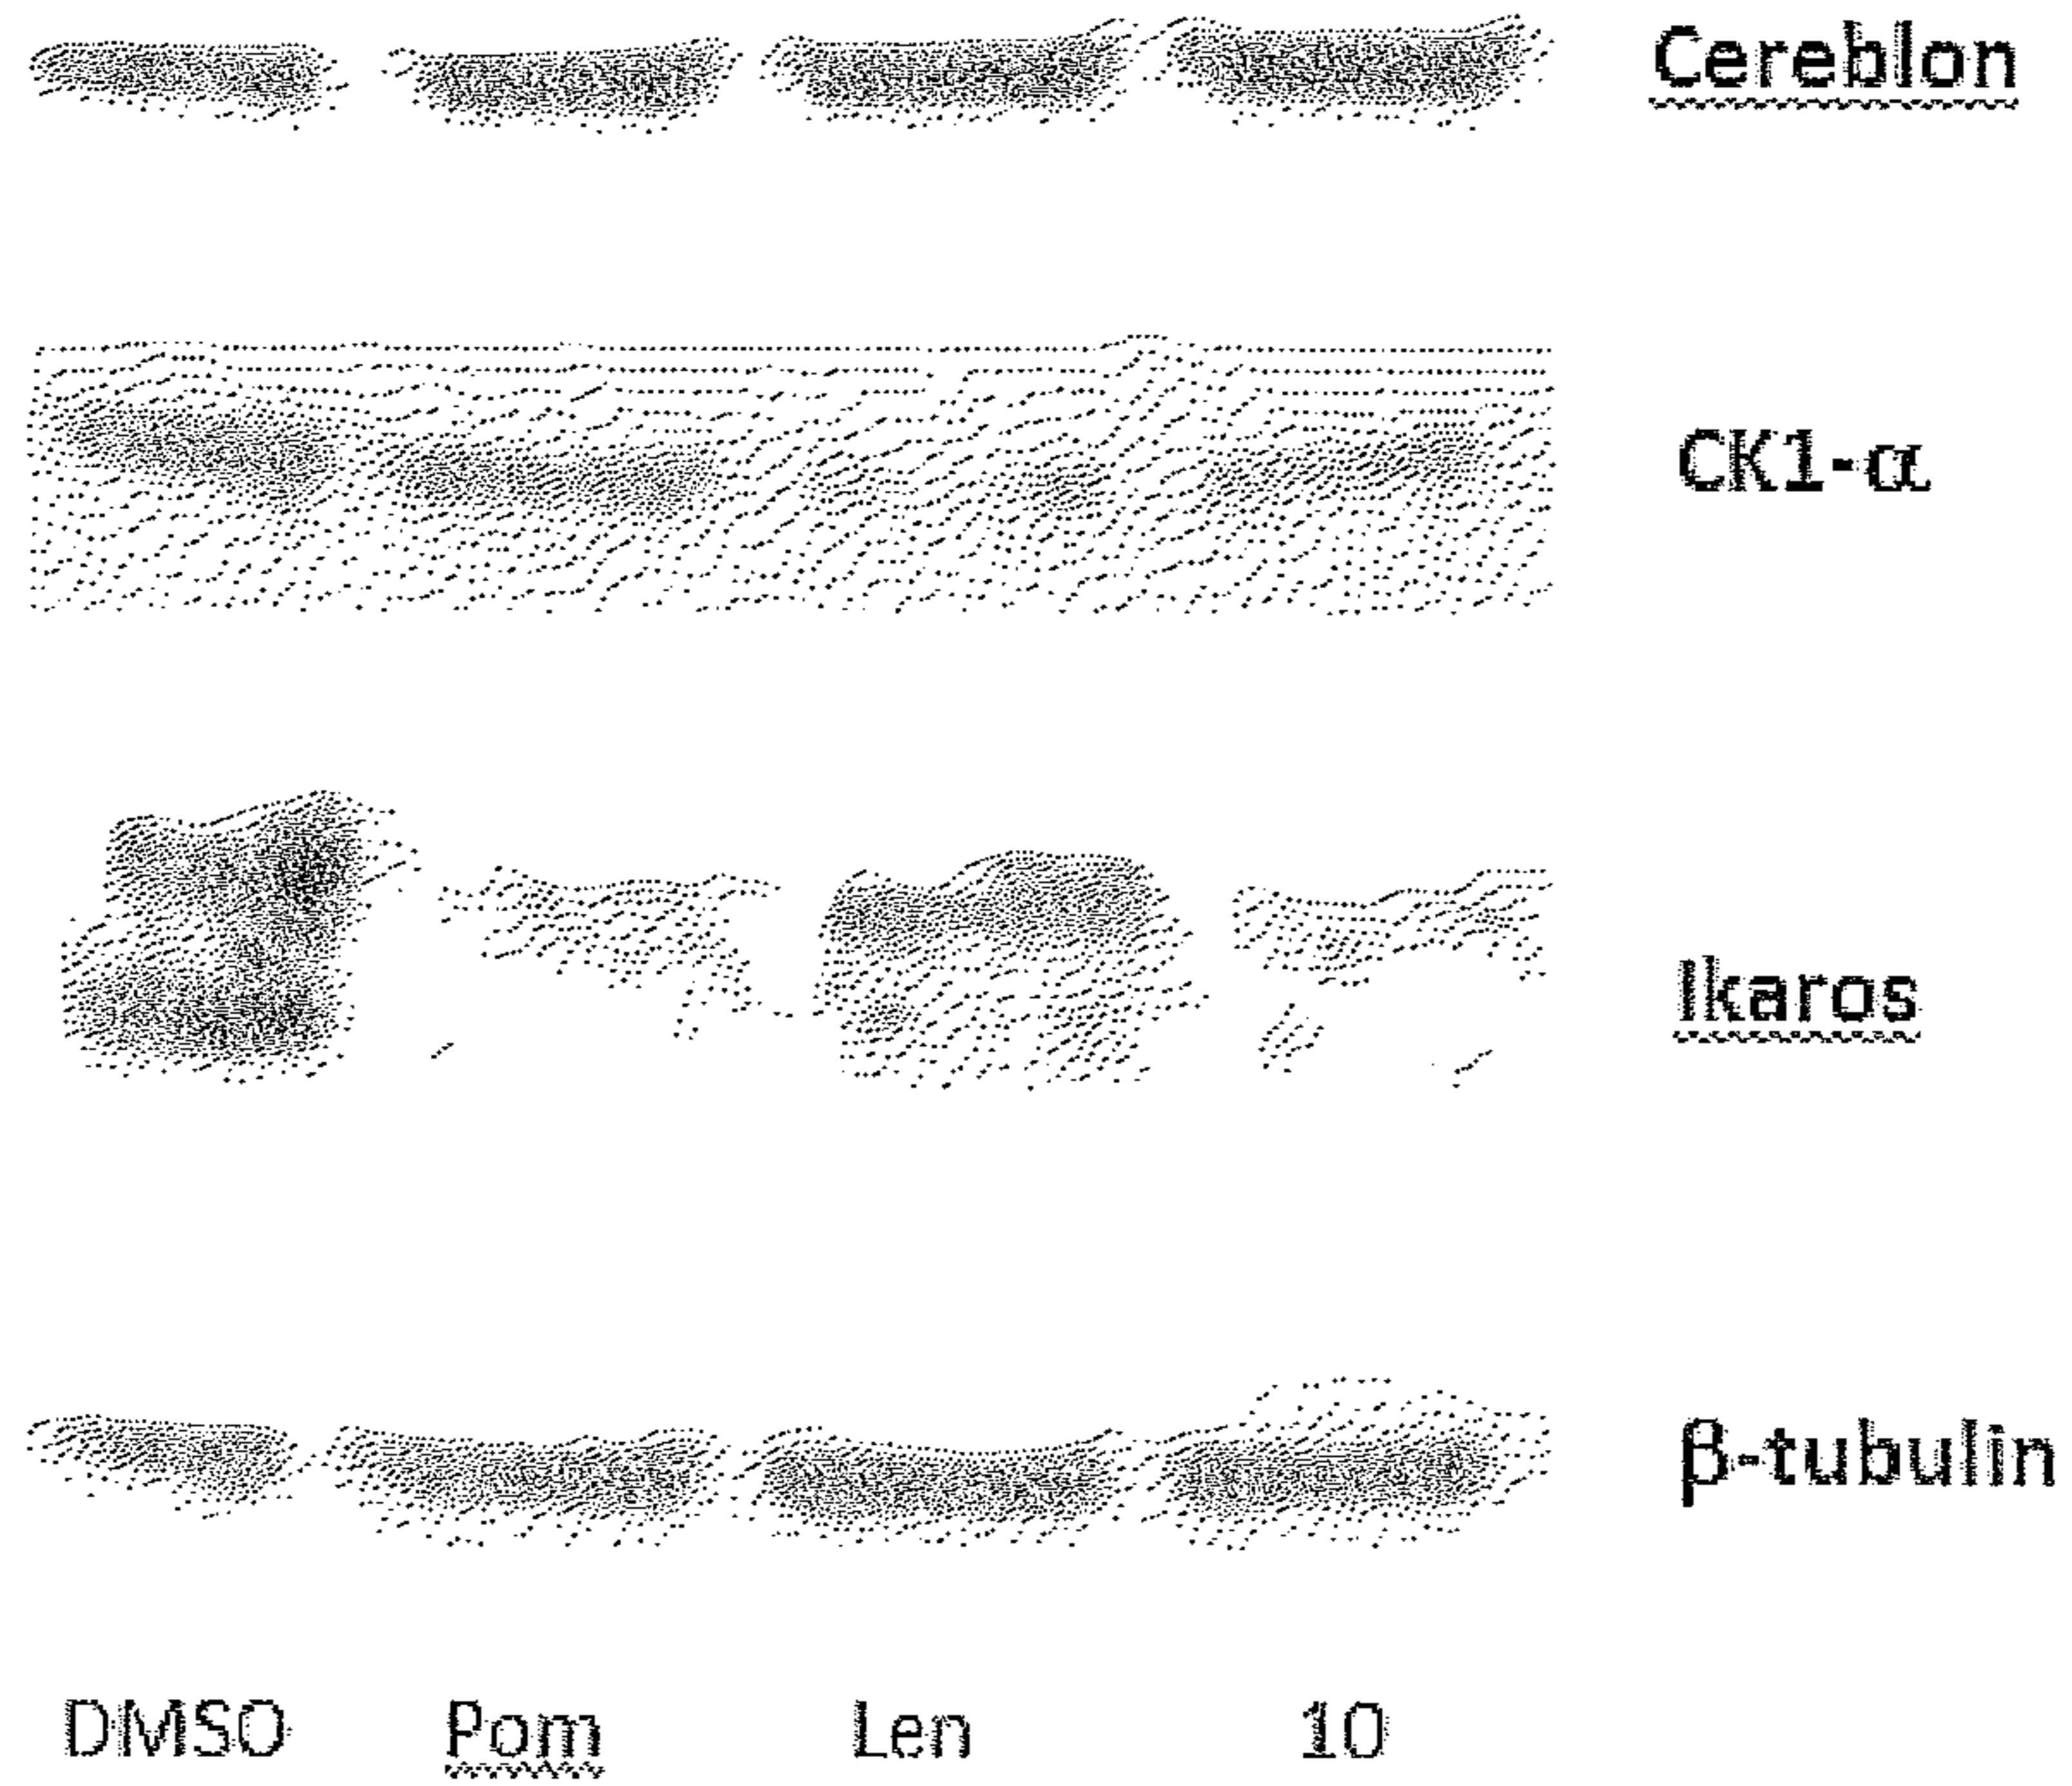 Cereblon
CK1-α
Ikaros
β-tubulin
DMSO Pom Len 10